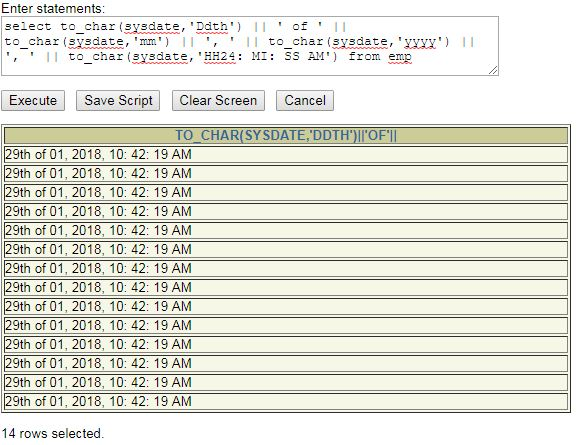 Enter statements:
select to_char(sysdate,'Ddth') || ' of ' ||
to_char(sysdate,'mm') || ', ' || to_char(sysdate,'yyyy') ||
', ' || to_char(sysdate,'HH24: MI: SS AM') from emp
Execute Save Script Clear Screen Cancel
TO_CHAR(SYSDATE,'DDTH')||'OF'||
29th of 01, 2018, 10: 42: 19 AM
29th of 01, 2018, 10: 42: 19 AM
29th of 01, 2018, 10: 42: 19 AM
29th of 01, 2018, 10: 42: 19 AM
29th of 01, 2018, 10: 42: 19 AM
29th of 01, 2018, 10: 42: 19 AM
29th of 01, 2018, 10: 42: 19 AM
29th of 01, 2018, 10: 42: 19 AM
29th of 01, 2018, 10: 42: 19 AM
29th of 01, 2018, 10: 42: 19 AM
29th of 01, 2018, 10: 42: 19 AM
29th of 01, 2018, 10: 42: 19 AM
29th of 01, 2018, 10: 42: 19 AM
29th of 01, 2018, 10: 42: 19 AM
14 rows selected.